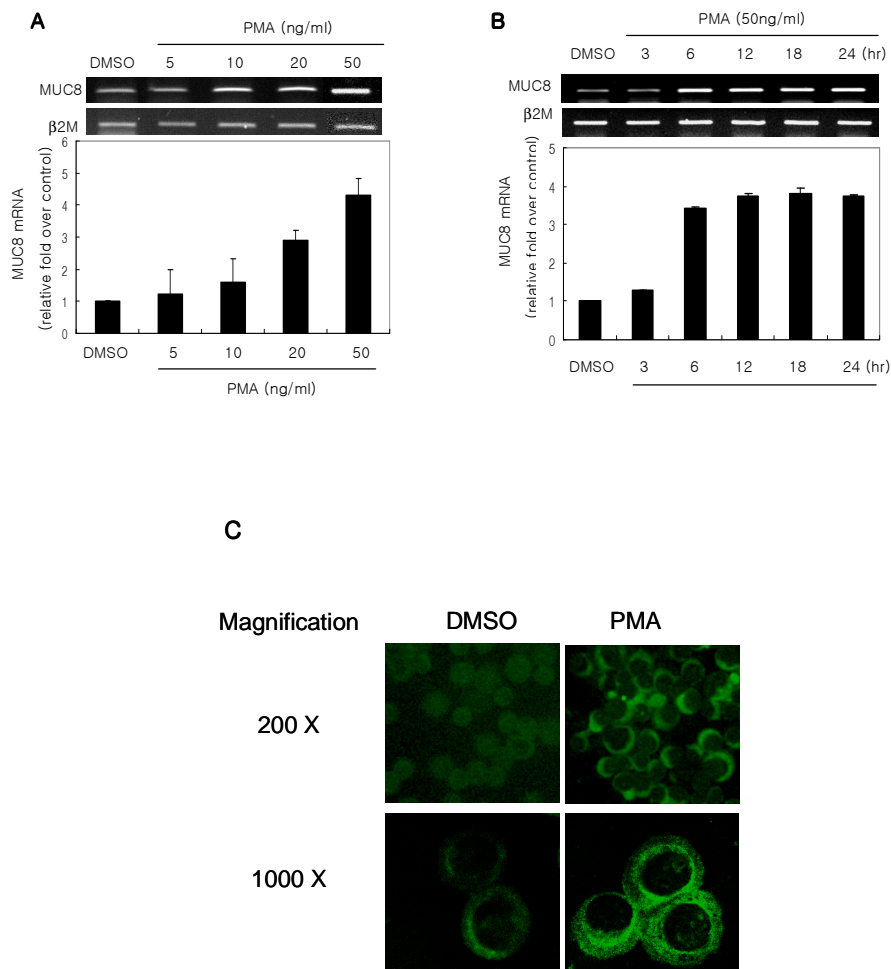 A
PMA (ng/ml)
DMSO 5 10 20 50
MUC8
β2M
MUC8 mRNA
(relative fold over control)
6
5
4
3
2
1
0
DMSO 5 10 20 50
PMA (ng/ml)
B
PMA (50ng/ml)
DMSO 3 6 12 18 24 (hr)
MUC8
β2M
MUC8 mRNA
(relative fold over control)
5
4
3
2
1
0
DMSO 3 6 12 18 24 (hr)
C
Magnification DMSO PMA
200 X
1000 X